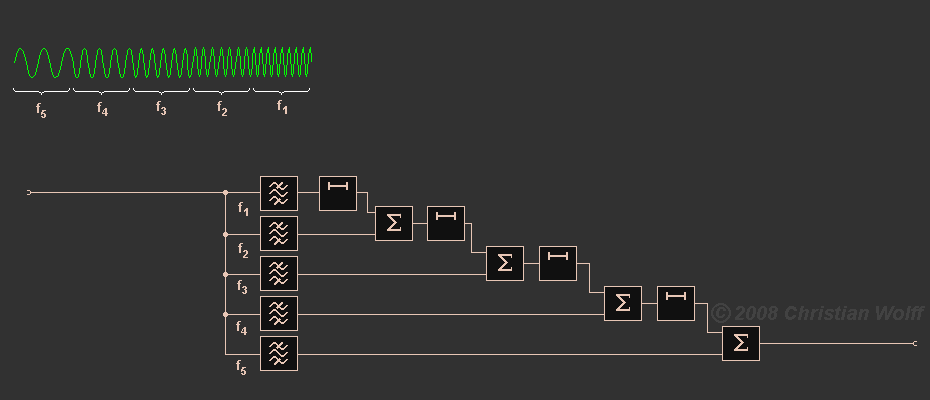 f5 f4 f3 f2 f1
f1
Σ
f2
Σ
f3
Σ
© 2008 Christian Wolff
f4
Σ
f5